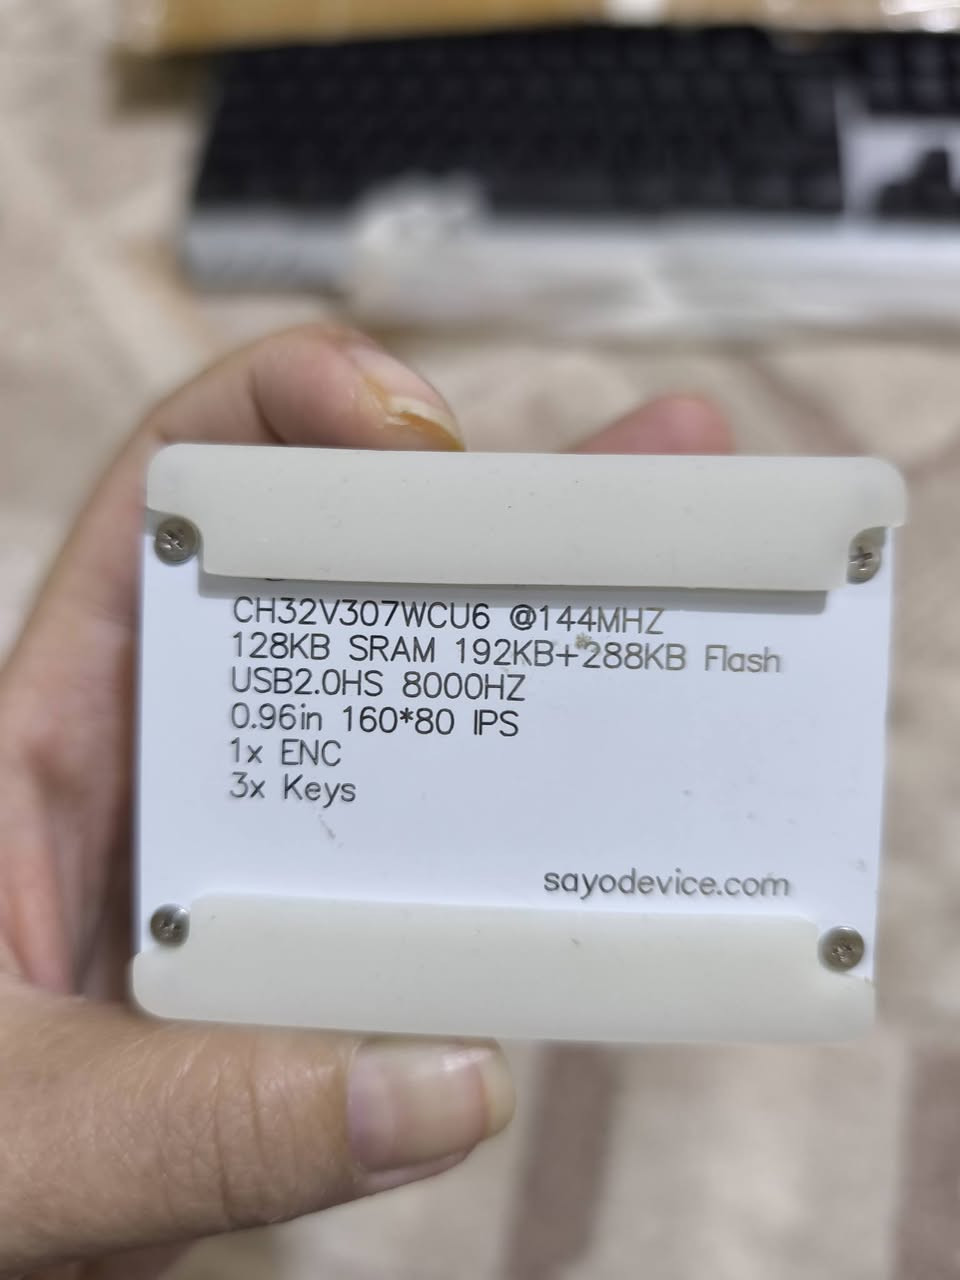 CH32V307WCU6 @144MHZ
128KB SRAM 192KB+288KB Flash
USB2.0HS 8000HZ
0.96in 160*80 IPS
1x ENC
3x Keys
sayodevice.com